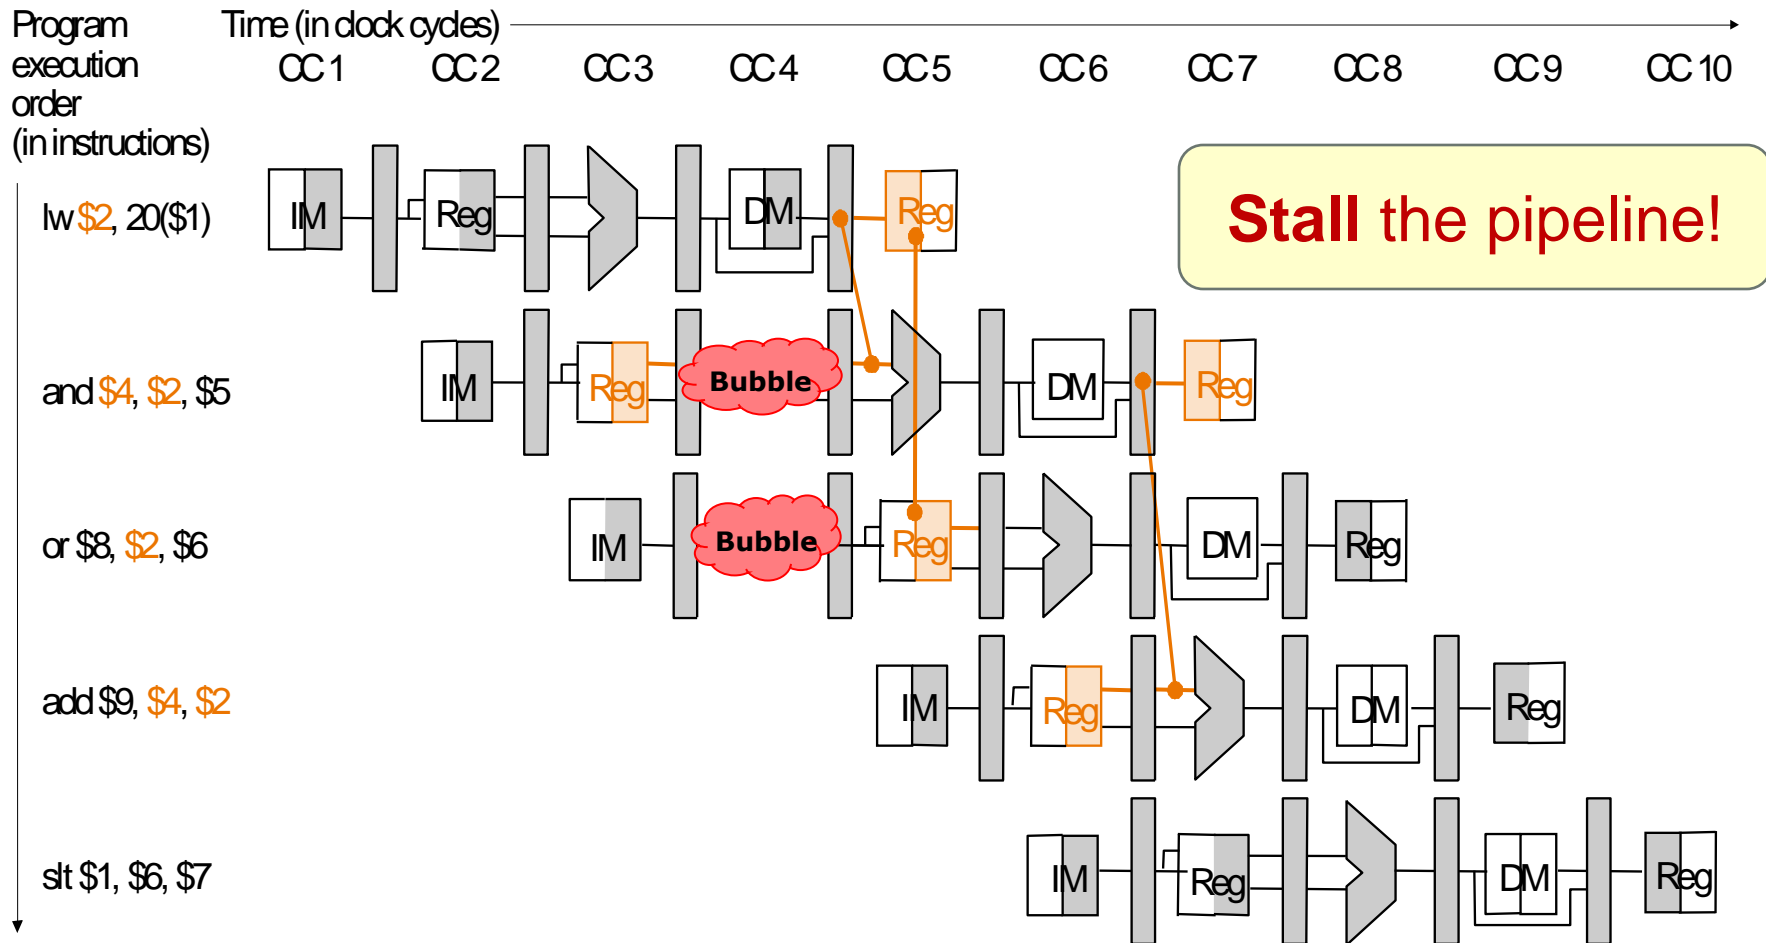 Program Time (in clock cycles)
execution CC 1 CC 2 CC 3 CC 4 CC 5 CC 6 CC 7 CC 8 CC 9 CC 10
order
(in instructions)
Stall the pipeline!
lw $2, 20($1) IM Reg DM Reg
and $4, $2, $5 IM Reg Bubble DM Reg
or $8, $2, $6 IM Bubble Reg DM Reg
add $9, $4, $2 IM Reg DM Reg
slt $1, $6, $7 IM Reg DM Reg